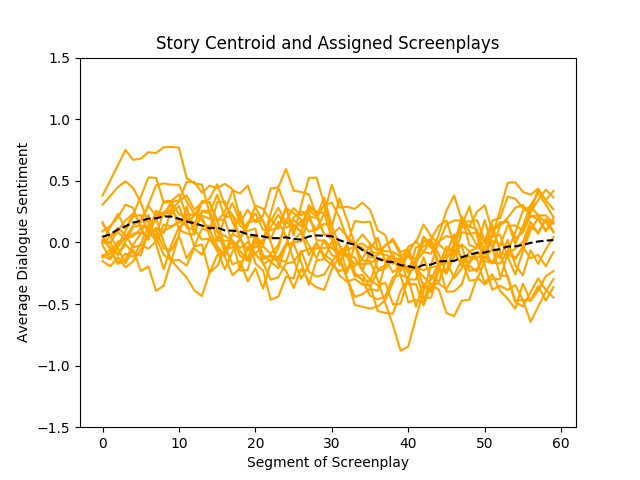 Story Centroid and Assigned Screenplays
1.5
1.0
0.5
0.0
−0.5
−1.0
−1.5
Average Dialogue Sentiment
0 10 20 30 40 50 60
Segment of Screenplay